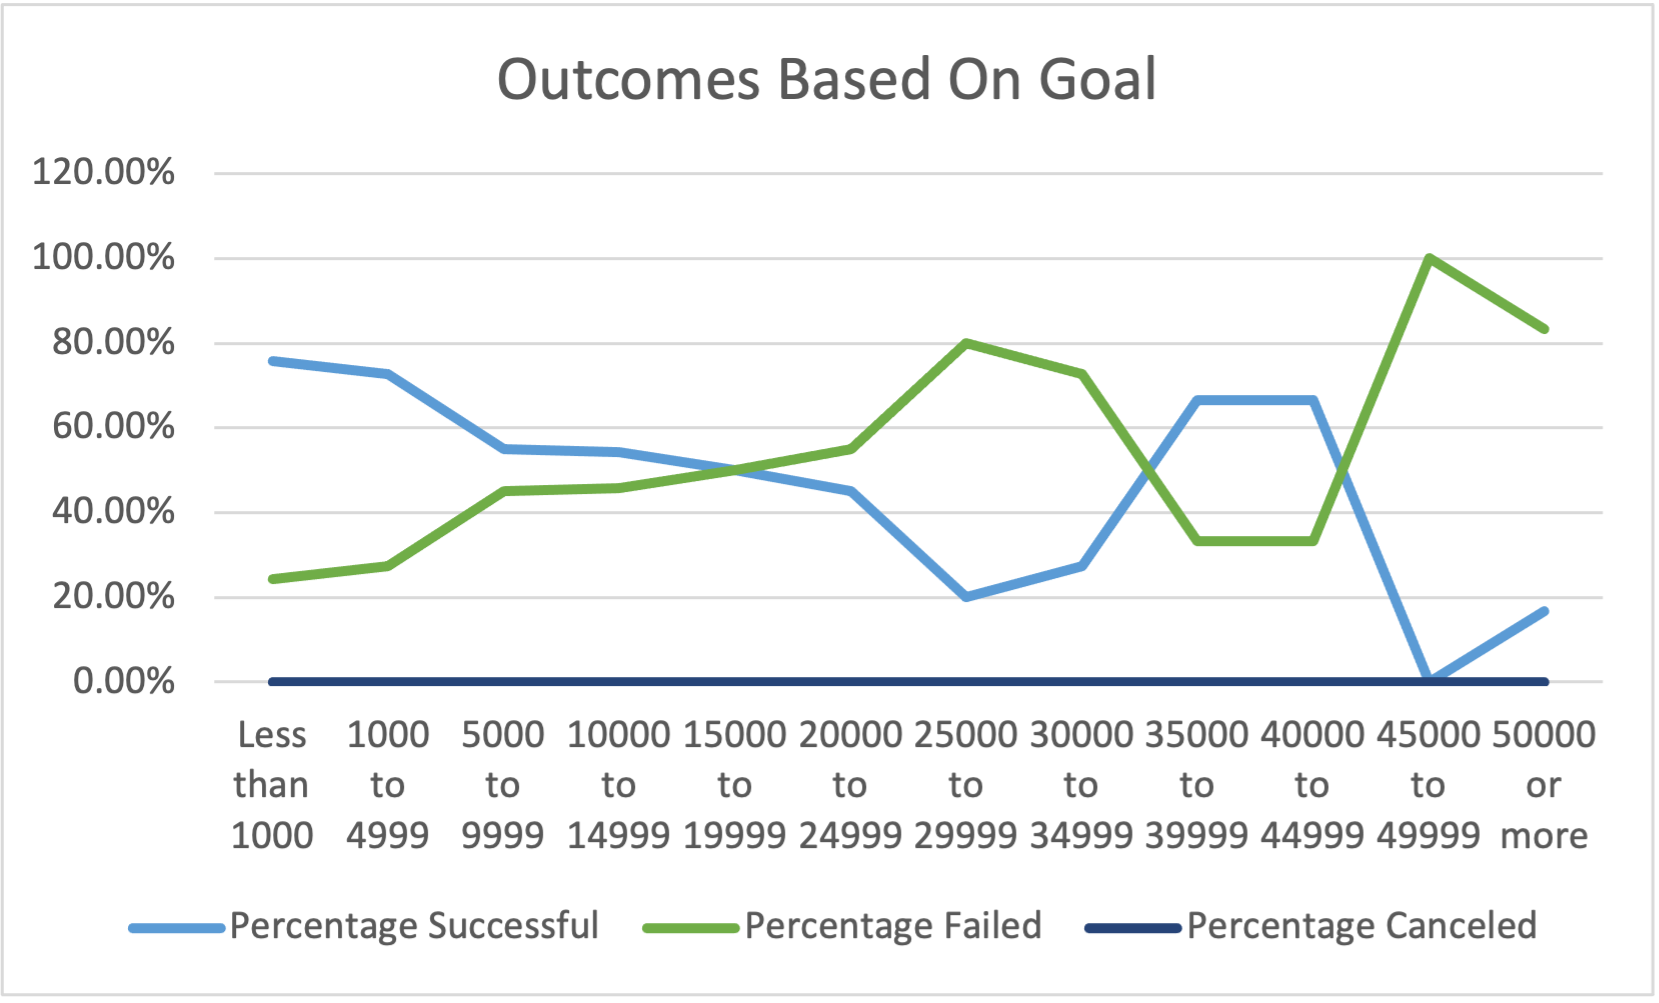 Outcomes Based On Goal
120.00%
100.00%
80.00%
60.00%
40.00%
20.00%
0.00%
Less than 1000
1000 to 4999
5000 to 9999
10000 to 14999
15000 to 19999
20000 to 24999
25000 to 29999
30000 to 34999
35000 to 39999
40000 to 44999
45000 to 49999
50000 or more
Percentage Successful
Percentage Failed
Percentage Canceled